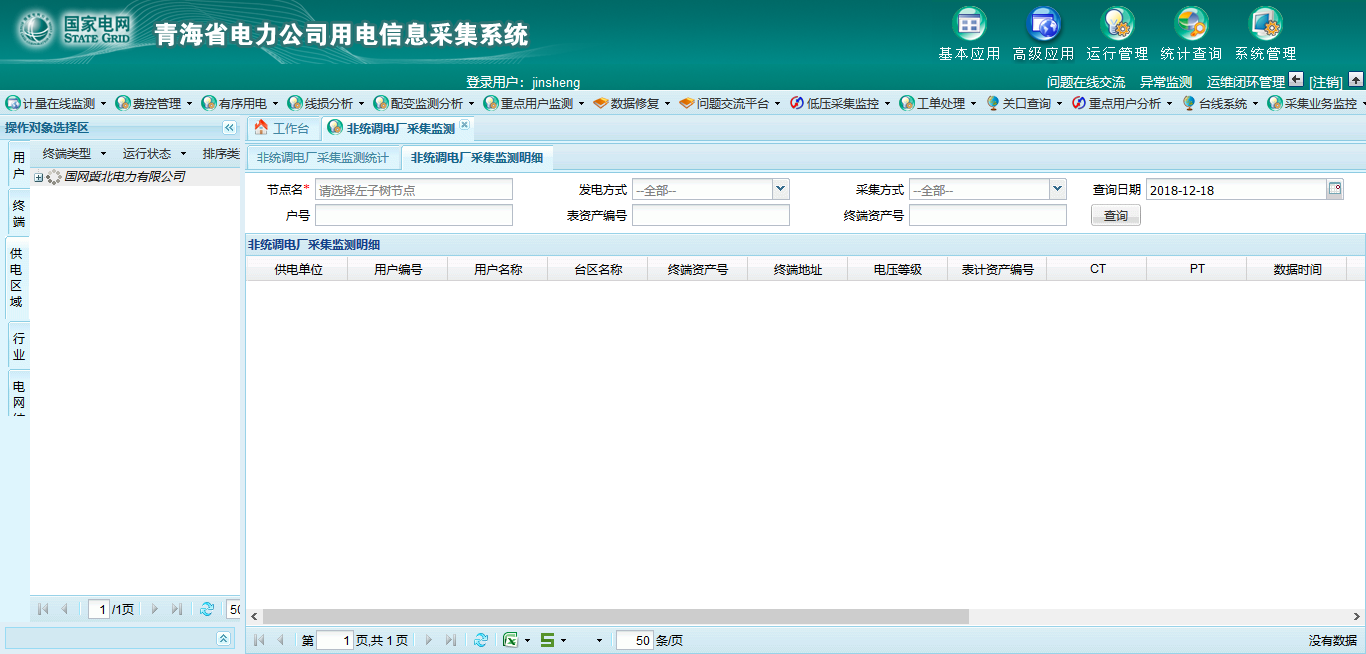 国家电网
STATE GRID
青海省电力公司用电信息采集系统
基本应用 高级应用 运行管理 统计查询 系统管理
登录用户：jinsheng
问题在线交流 异常监测 运维闭环管理 [注销]
计量在线监测 费控管理 有序用电 线损分析 配变监测分析 重点用户监测 数据修复 问题交流平台 低压采集监控 工单处理 关口查询 重点用户分析 台线系统 采集业务监控
操作对象选择区
工作台 非统调电厂采集监测
用户
终端
供电区域
行业
电网
终端类型 运行状态 排序类
国网冀北电力有限公司
非统调电厂采集监测统计 非统调电厂采集监测明细
节点名* 请选择左子树节点 发电方式 --全部-- 采集方式 --全部-- 查询日期 2018-12-18
户号 表资产编号 终端资产号 查询
非统调电厂采集监测明细
供电单位 用户编号 用户名称 台区名称 终端资产号 终端地址 电压等级 表计资产编号 CT PT 数据时间
1 /1页 50
第 1 页,共 1 页 50 条/页 没有数据